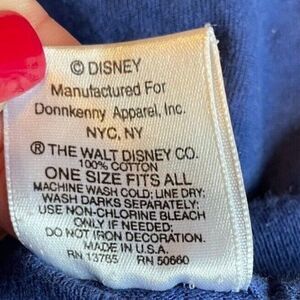 © DISNEY
Manufactured For
Donnkenny Apparel, Inc.
NYC, NY
® THE WALT DISNEY CO.
100% COTTON
ONE SIZE FITS ALL
MACHINE WASH COLD; LINE DRY;
WASH DARKS SEPARATELY;
USE NON-CHLORINE BLEACH
ONLY IF NEEDED;
DO NOT IRON DECORATION.
MADE IN U.S.A.
RN 13765 RN 50660